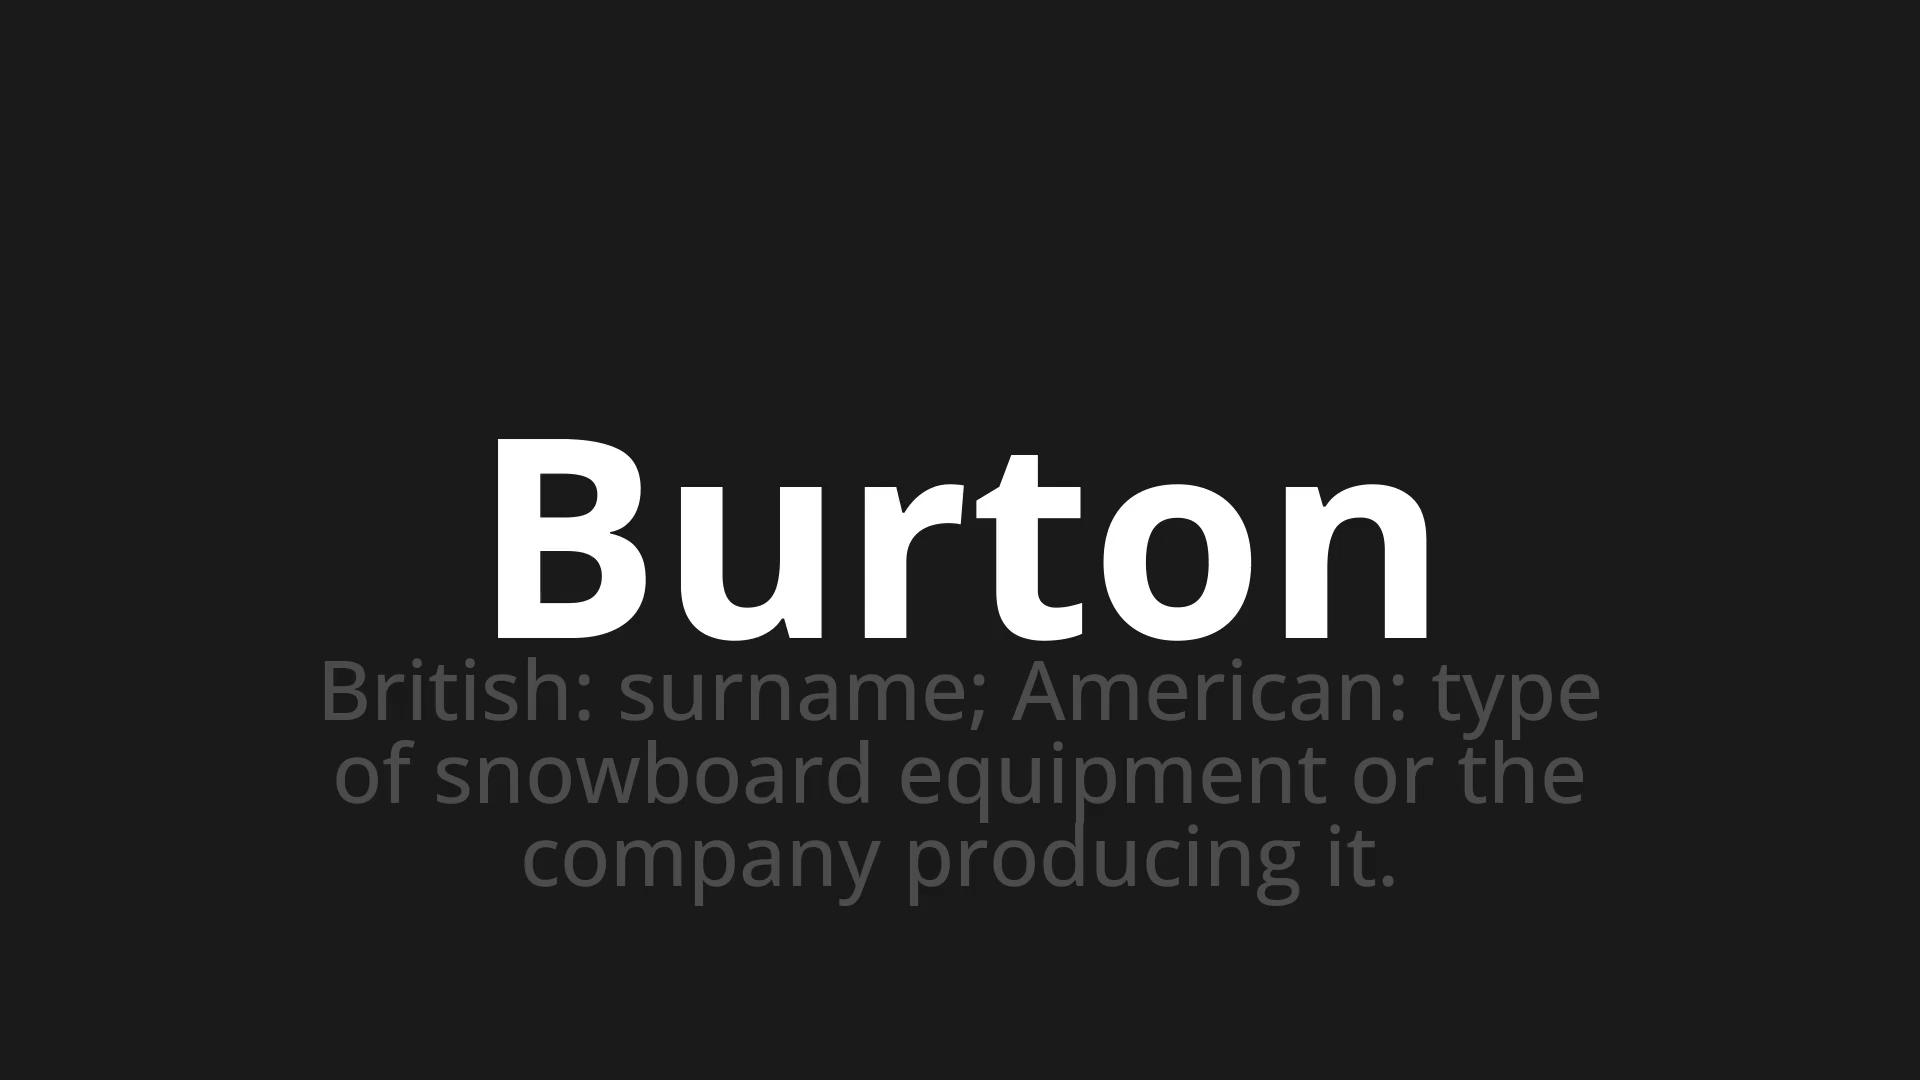 Burton
British: surname; American: type
of snowboard equipment or the
company producing it.